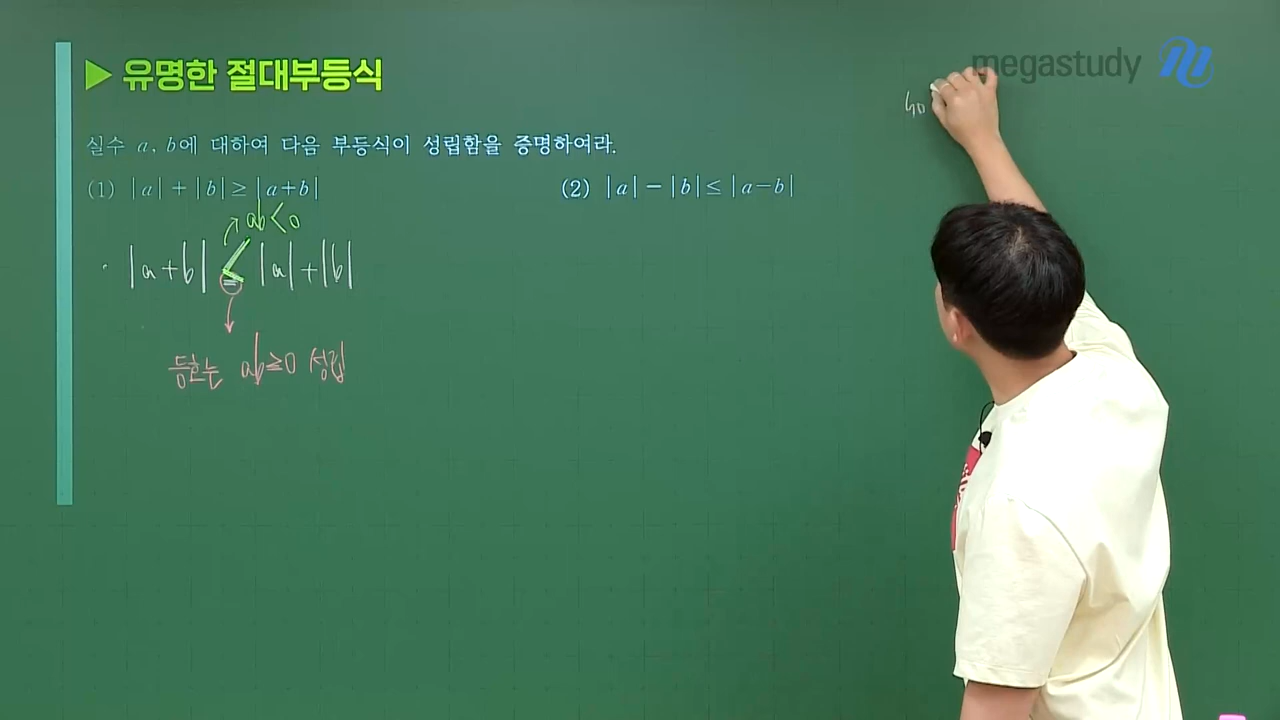 megastudy
▶ 유명한 절대부등식
실수 a, b에 대하여 다음 부등식이 성립함을 증명하여라.
(1) |a| + |b| ≥ |a+b|
(2) |a| - |b| ≤ |a-b|
ab < 0
|a+b| ≤ |a|+|b|
등호는 ab≥0 성립